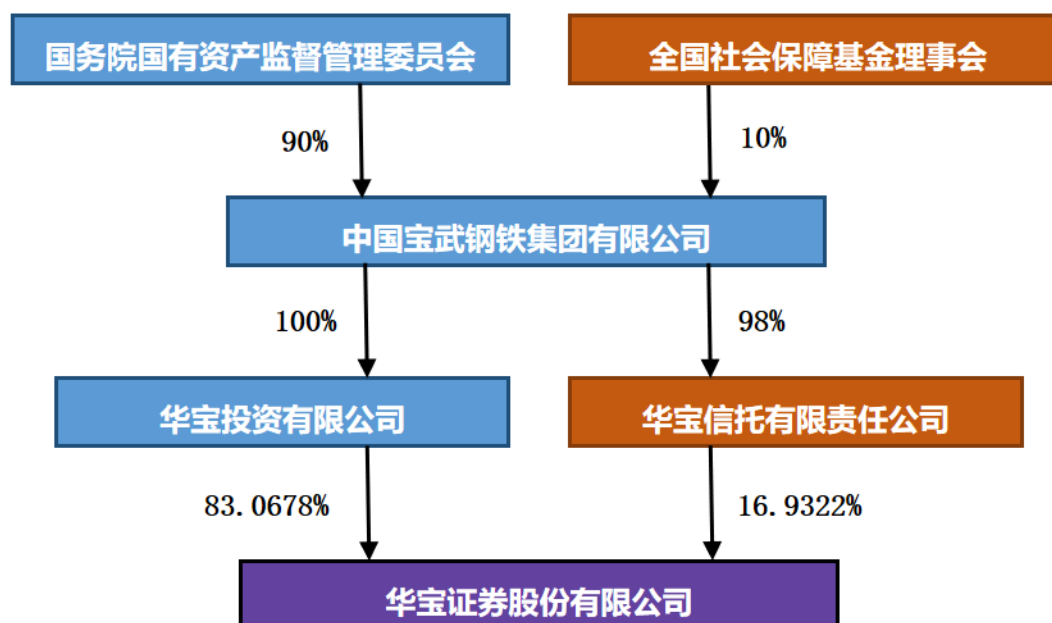 国务院国有资产监督管理委员会
全国社会保障基金理事会
90%
10%
中国宝武钢铁集团有限公司
100%
98%
华宝投资有限公司
华宝信托有限责任公司
83.0678%
16.9322%
华宝证券股份有限公司